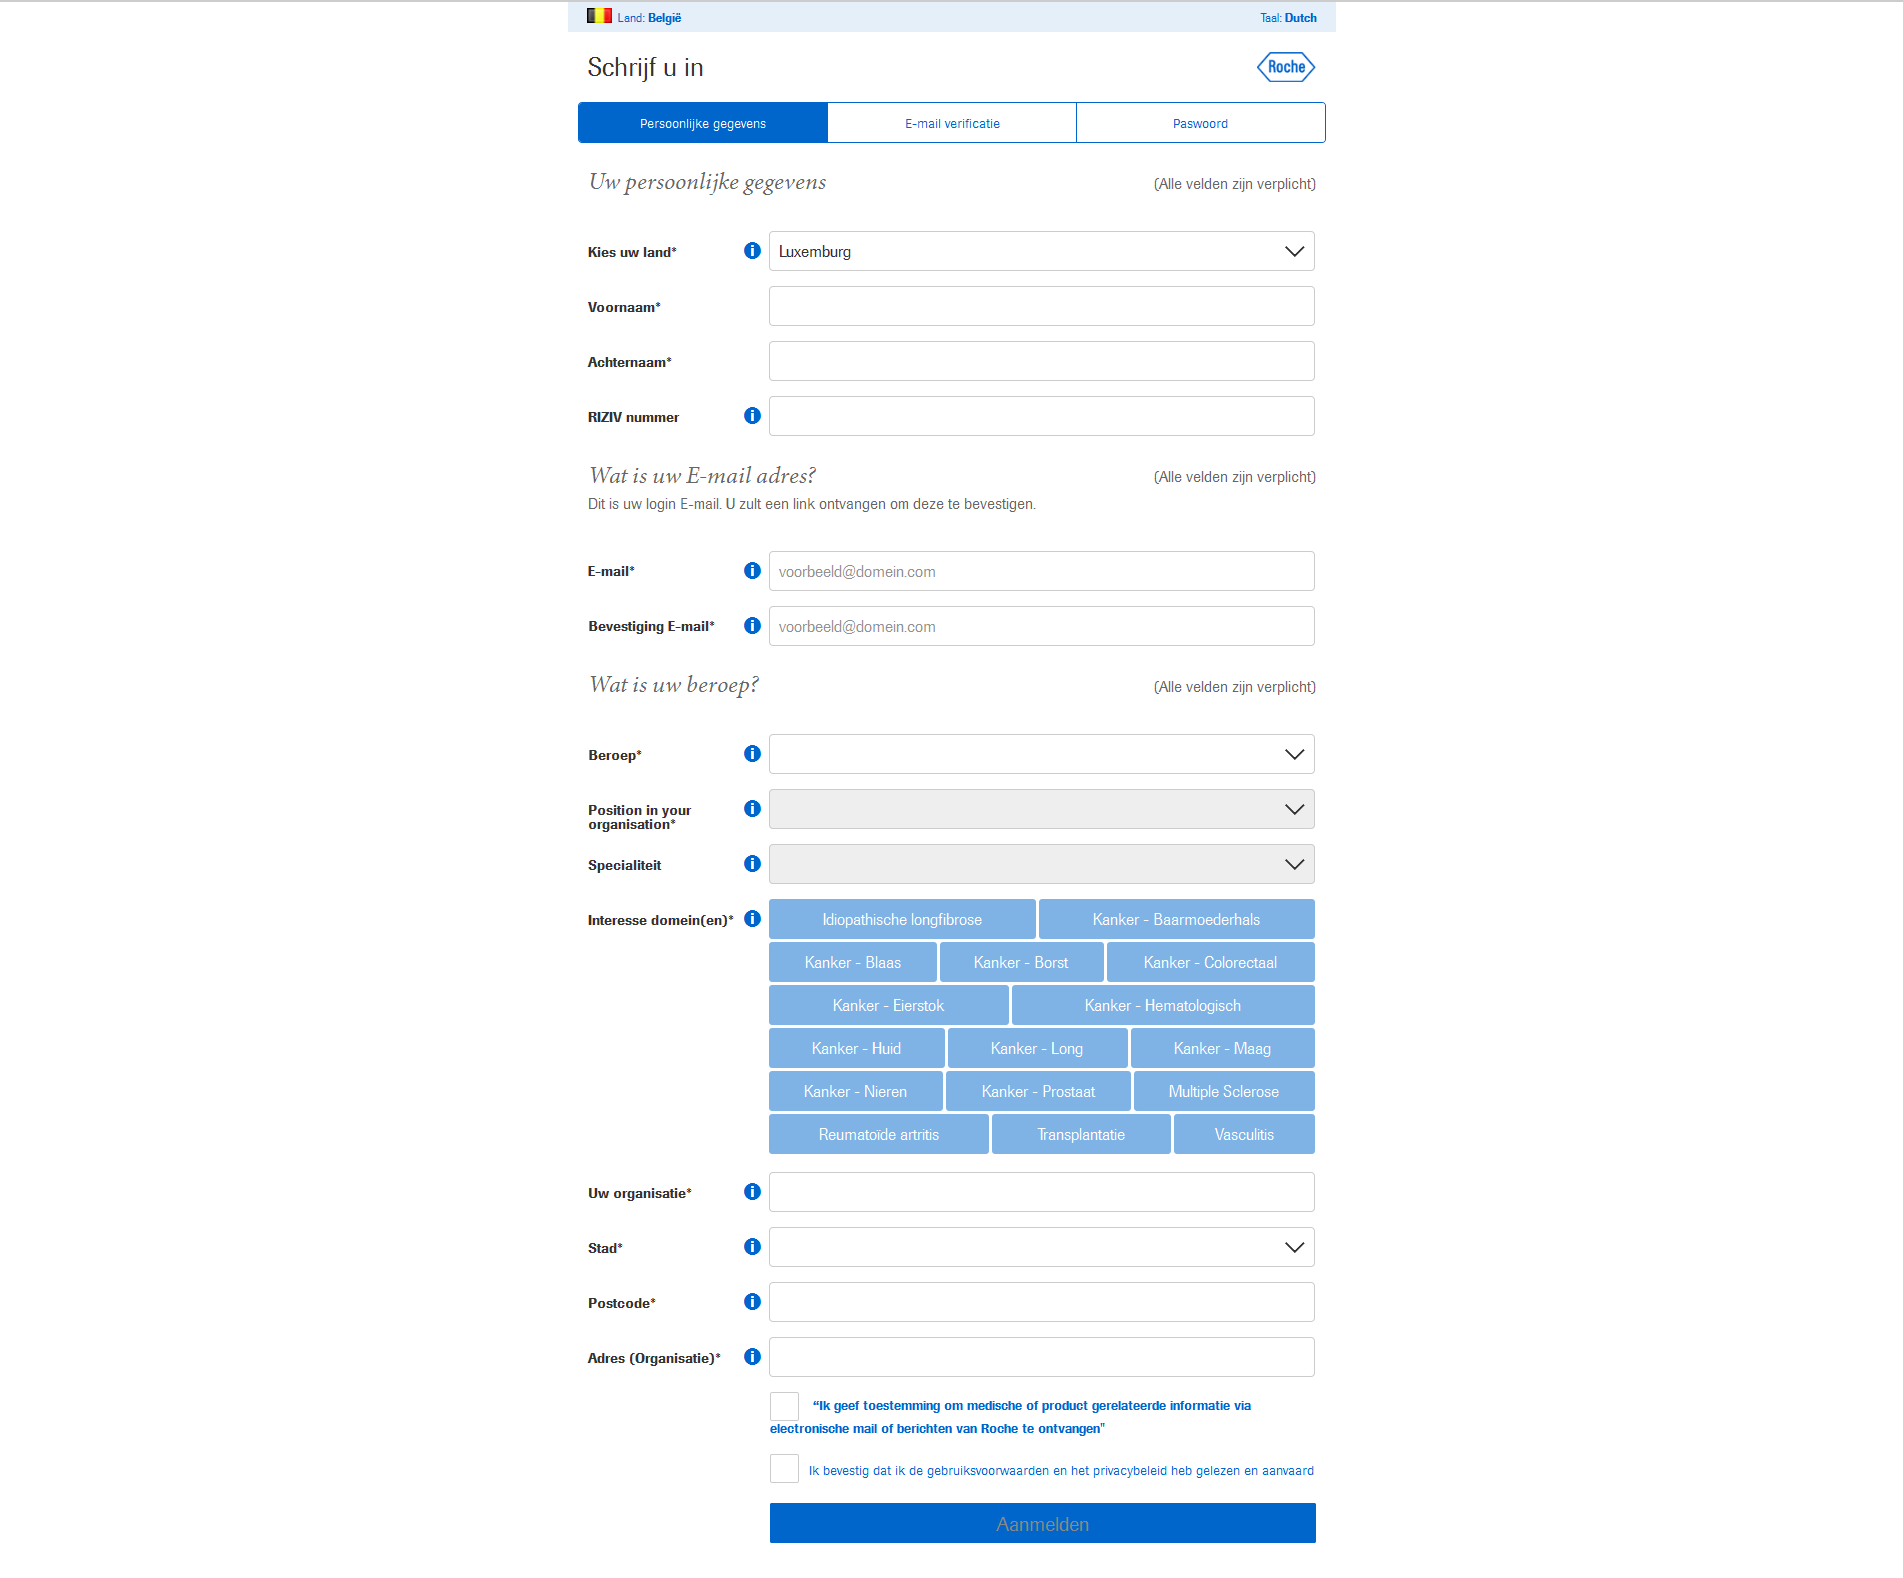 Land: België
Taal: Dutch
Schrijf u in
Roche
Persoonlijke gegevens
E-mail verificatie
Paswoord
Uw persoonlijke gegevens
(Alle velden zijn verplicht)
Kies uw land*
Luxemburg
Voornaam*
Achternaam*
RIZIV nummer
Wat is uw E-mail adres?
(Alle velden zijn verplicht)
Dit is uw login E-mail. U zult een link ontvangen om deze te bevestigen.
E-mail*
voorbeeld@domein.com
Bevestiging E-mail*
voorbeeld@domein.com
Wat is uw beroep?
(Alle velden zijn verplicht)
Beroep*
Position in your
organisation*
Specialiteit
Interesse domein(en)*
Idiopathische longfibrose
Kanker - Baarmoederhals
Kanker - Blaas
Kanker - Borst
Kanker - Colorectaal
Kanker - Eierstok
Kanker - Hematologisch
Kanker - Huid
Kanker - Long
Kanker - Maag
Kanker - Nieren
Kanker - Prostaat
Multiple Sclerose
Reumatoïde artritis
Transplantatie
Vasculitis
Uw organisatie*
Stad*
Postcode*
Adres (Organisatie)*
“Ik geef toestemming om medische of product gerelateerde informatie via
electronische mail of berichten van Roche te ontvangen"
Ik bevestig dat ik de gebruiksvoorwaarden en het privacybeleid heb gelezen en aanvaard
Aanmelden